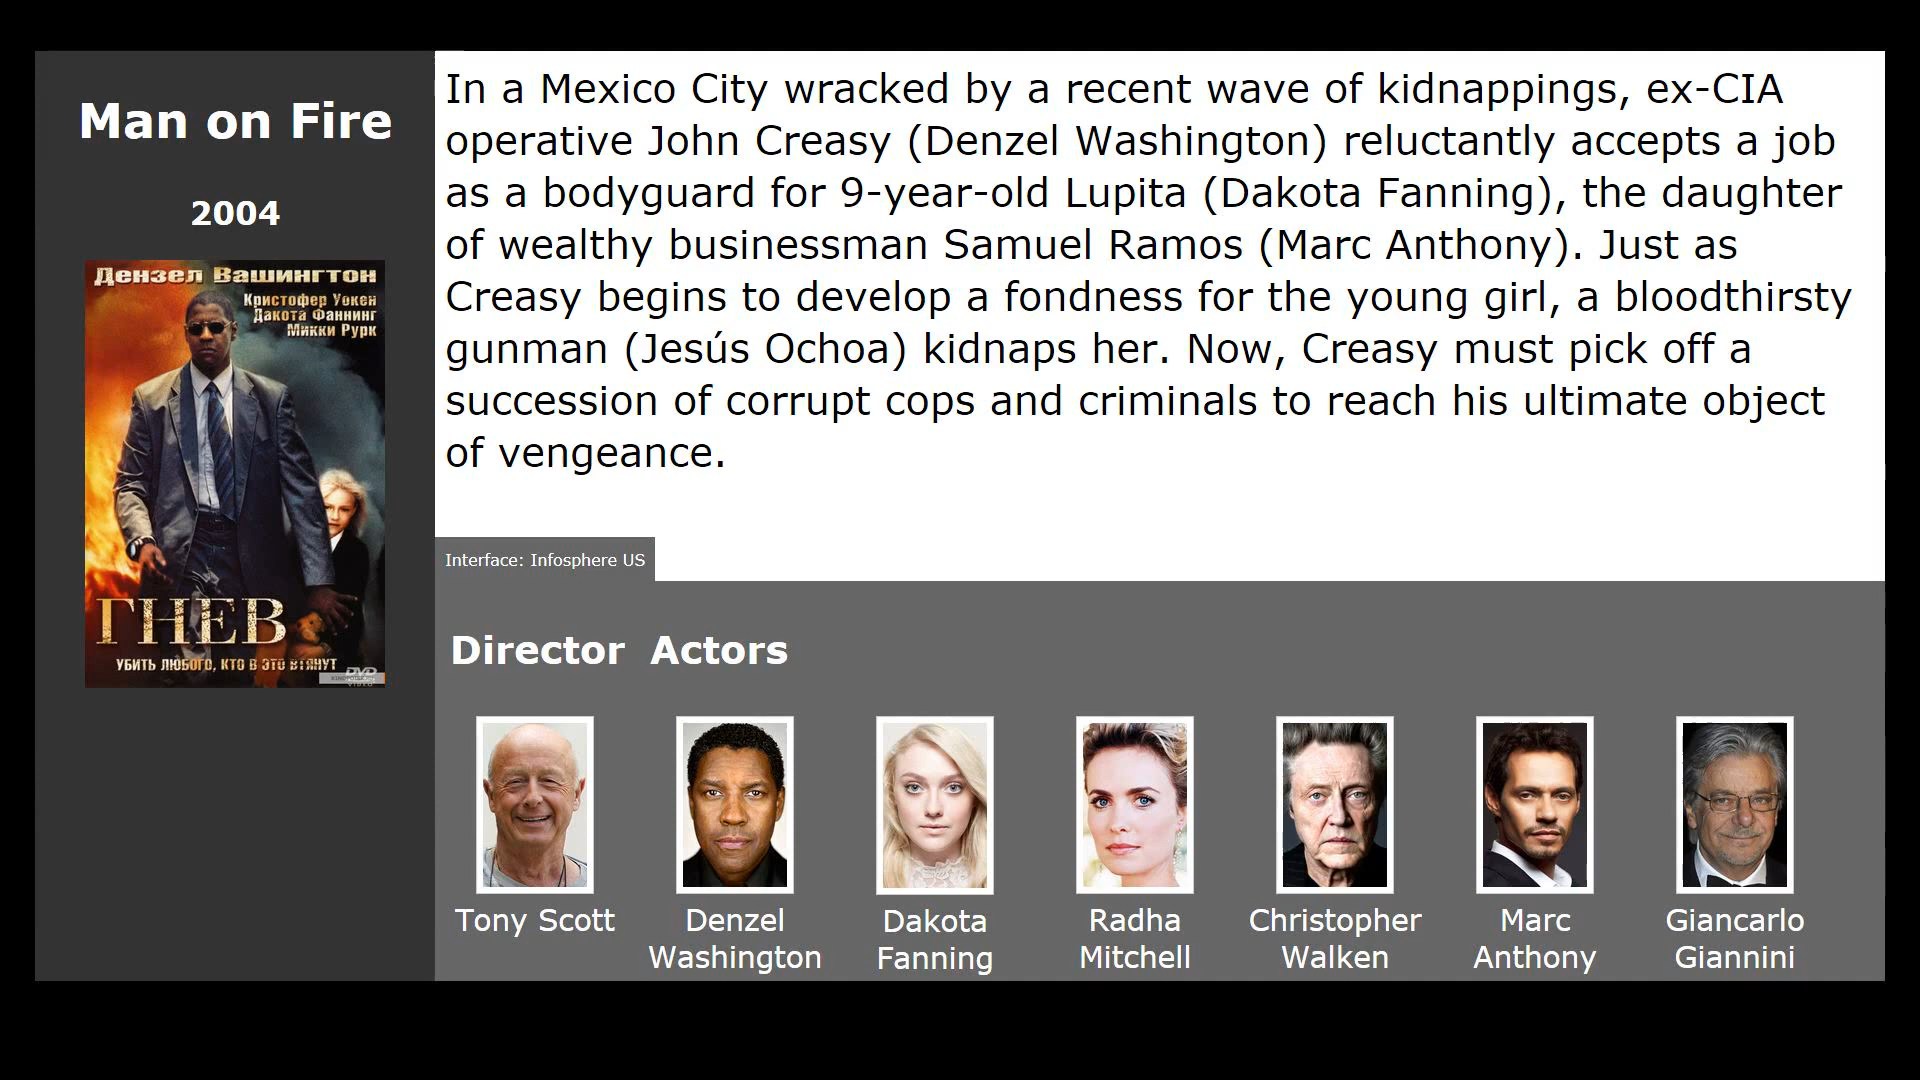 Man on Fire
2004
Дензел Вашингтон
Кристофер Уокен
Дакота Фаннинг
Микки Рурк
ГНЕВ
УБИТЬ ЛЮБОГО, КТО В ЭТО ВТЯНУТ
DVD
VIDEO
In a Mexico City wracked by a recent wave of kidnappings, ex-CIA
operative John Creasy (Denzel Washington) reluctantly accepts a job
as a bodyguard for 9-year-old Lupita (Dakota Fanning), the daughter
of wealthy businessman Samuel Ramos (Marc Anthony). Just as
Creasy begins to develop a fondness for the young girl, a bloodthirsty
gunman (Jesús Ochoa) kidnaps her. Now, Creasy must pick off a
succession of corrupt cops and criminals to reach his ultimate object
of vengeance.
Interface: Infosphere US
Director Actors
Tony Scott
Denzel
Washington
Dakota
Fanning
Radha
Mitchell
Christopher
Walken
Marc
Anthony
Giancarlo
Giannini